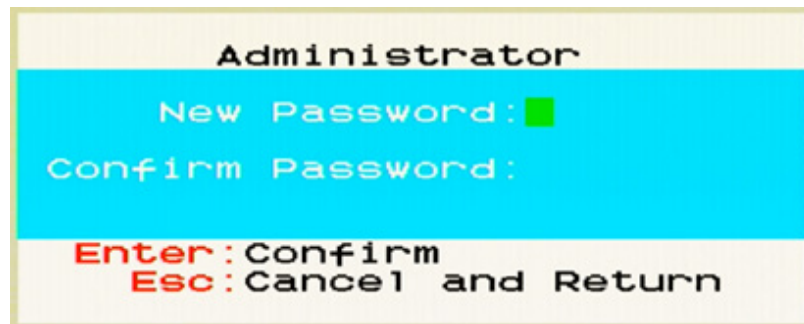 Administrator
New Password:
Confirm Password:
Enter:Confirm
Esc:Cancel and Return